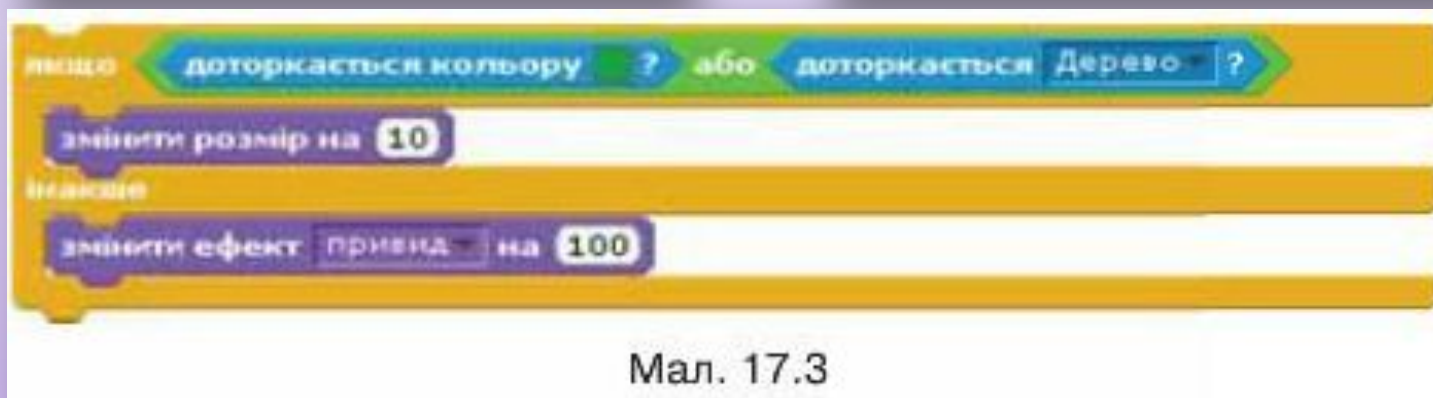 якщо доторкається кольору ? або доторкається Дерево ?
змінити розмір на 10
інакше
змінити ефект привид на 100
Мал. 17.3